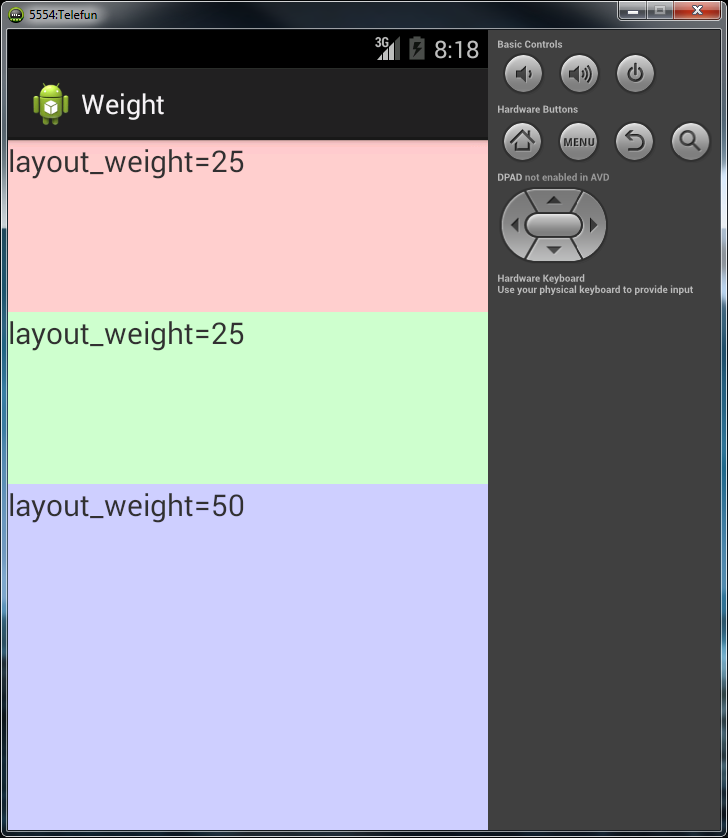 5554:Telefun
3G 8:18
Weight
layout_weight=25
layout_weight=25
layout_weight=50
Basic Controls
Hardware Buttons
MENU
DPAD not enabled in AVD
Hardware Keyboard
Use your physical keyboard to provide input